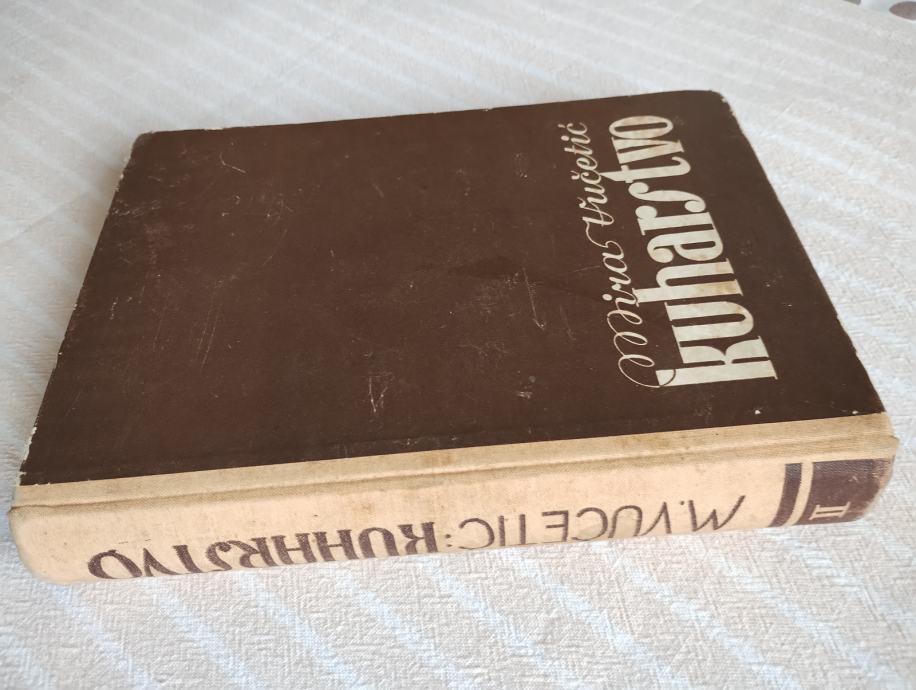 Mira Vučetić
kuharstvo
M. VUČETIĆ: KUHARSTVO
II